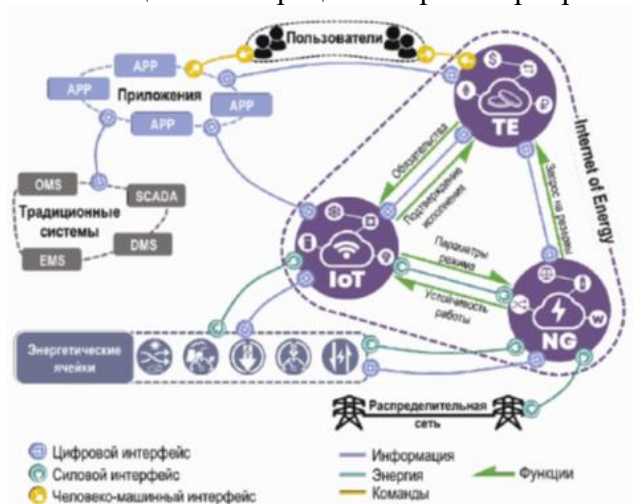 Пользователи
APP
APP
Приложения
APP
APP
TE
Internet of Energy
Обязательства
Подтверждение
исполнения
Запрос на резервы
OMS
SCADA
Традиционные
системы
DMS
EMS
IoT
Параметры
режима
Устойчивость
работы
NG
W
Энергетические
ячейки
Распределительная
сеть
Цифровой интерфейс
Силовой интерфейс
Человеко-машинный интерфейс
Информация
Энергия
Команды
Функции